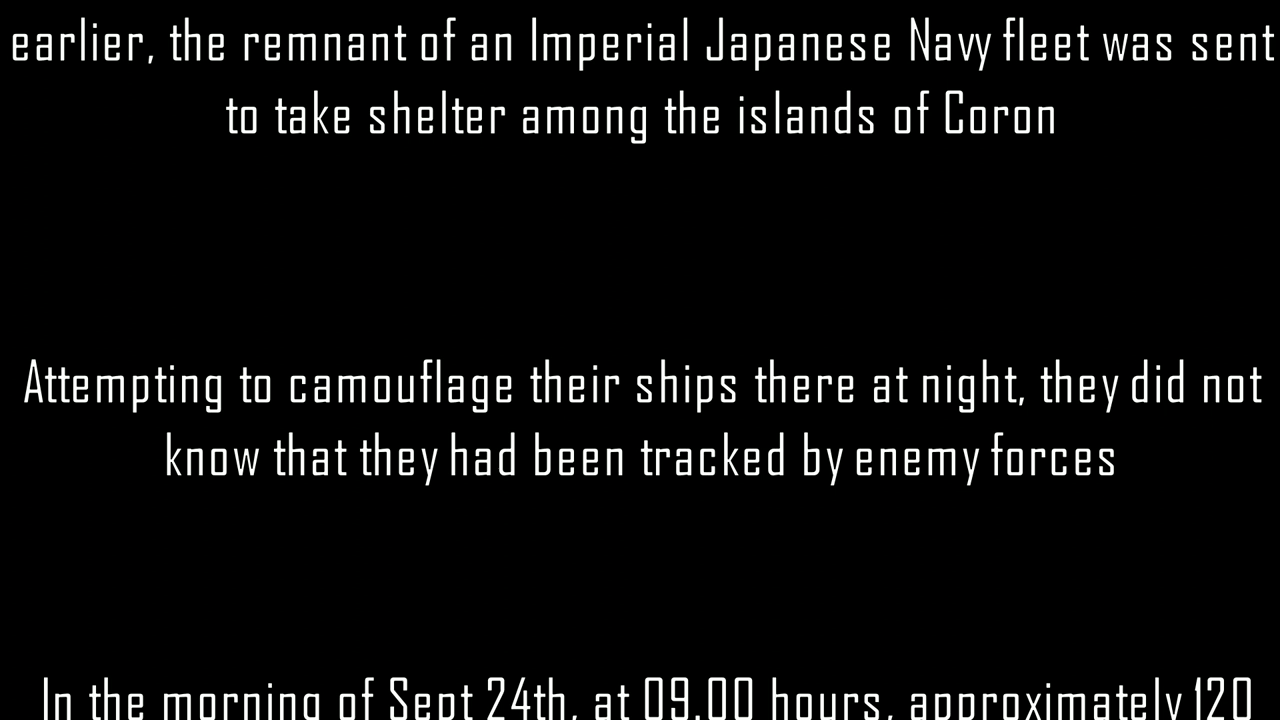 earlier, the remnant of an Imperial Japanese Navy fleet was sent
to take shelter among the islands of Coron
Attempting to camouflage their ships there at night, they did not
know that they had been tracked by enemy forces
In the morning of Sept 24th, at 09.00 hours, approximately 120